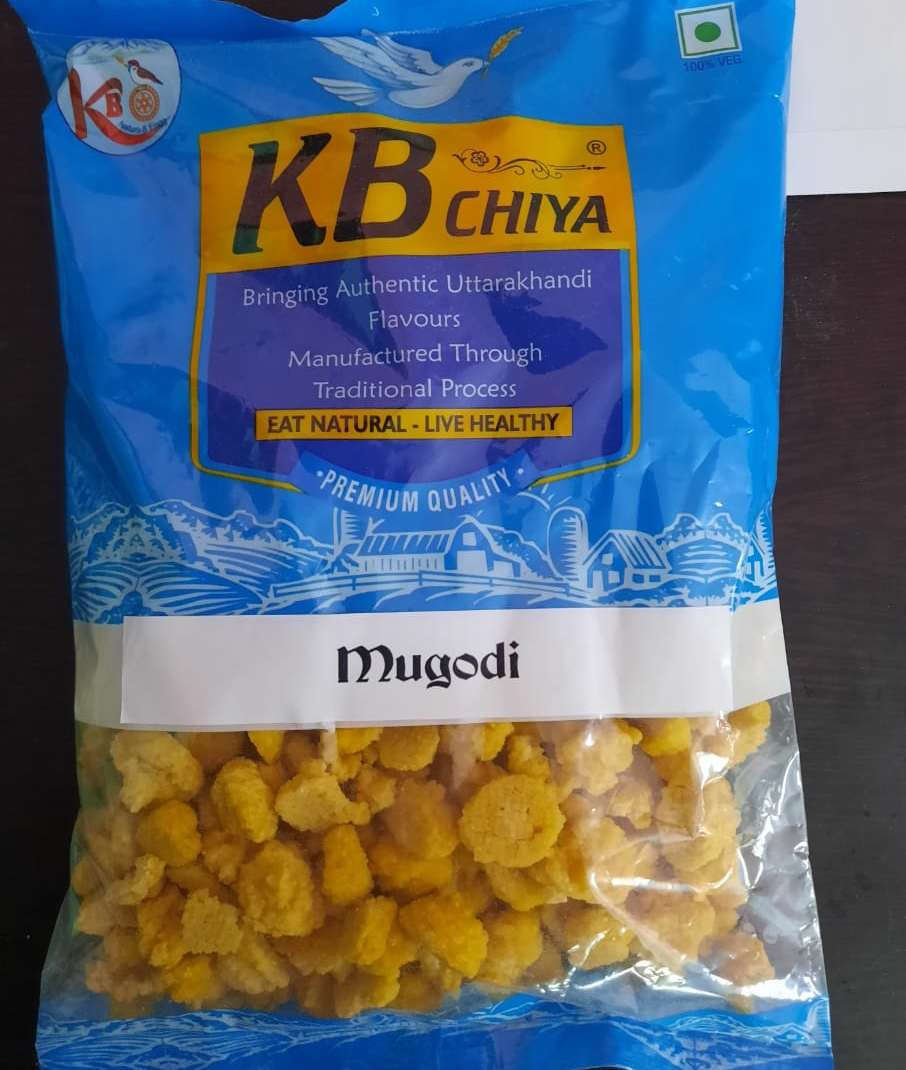 KB
100% VEG
KB
®
CHIYA
Bringing Authentic Uttarakhandi
Flavours
Manufactured Through
Traditional Process
EAT NATURAL - LIVE HEALTHY
•PREMIUM QUALITY•
Mugodi